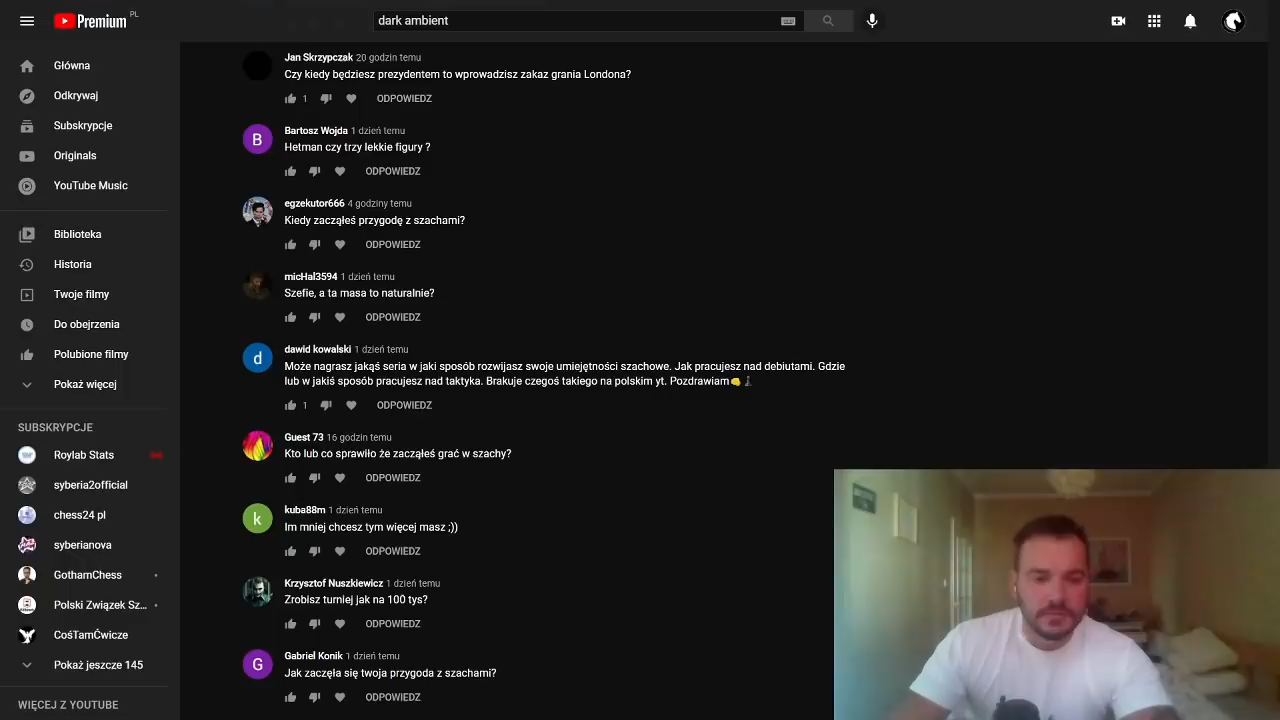 Premium PL
dark ambient
Główna
Odkrywaj
Subskrypcje
Originals
YouTube Music
Biblioteka
Historia
Twoje filmy
Do obejrzenia
Polubione filmy
Pokaż więcej
SUBSKRYPCJE
Roylab Stats
syberia2official
chess24 pl
syberianova
GothamChess
Polski Związek Sz...
CośTamĆwicze
Pokaż jeszcze 145
WIĘCEJ Z YOUTUBE
Jan Skrzypczak 20 godzin temu
Czy kiedy będziesz prezydentem to wprowadzisz zakaz grania Londona?
1 ODPOWIEDZ
B
Bartosz Wojda 1 dzień temu
Hetman czy trzy lekkie figury ?
ODPOWIEDZ
egzekutor666 4 godziny temu
Kiedy zacząłeś przygodę z szachami?
ODPOWIEDZ
micHal3594 1 dzień temu
Szefie, a ta masa to naturalnie?
ODPOWIEDZ
d
dawid kowalski 1 dzień temu
Może nagrasz jakąś seria w jaki sposób rozwijasz swoje umiejętności szachowe. Jak pracujesz nad debiutami. Gdzie
lub w jakiś sposób pracujesz nad taktyka. Brakuje czegoś takiego na polskim yt. Pozdrawiam👊♟
1 ODPOWIEDZ
Guest 73 16 godzin temu
Kto lub co sprawiło że zacząłeś grać w szachy?
ODPOWIEDZ
k
kuba88m 1 dzień temu
Im mniej chcesz tym więcej masz ;))
ODPOWIEDZ
Krzysztof Nuszkiewicz 1 dzień temu
Zrobisz turniej jak na 100 tys?
ODPOWIEDZ
G
Gabriel Konik 1 dzień temu
Jak zaczęła się twoja przygoda z szachami?
ODPOWIEDZ